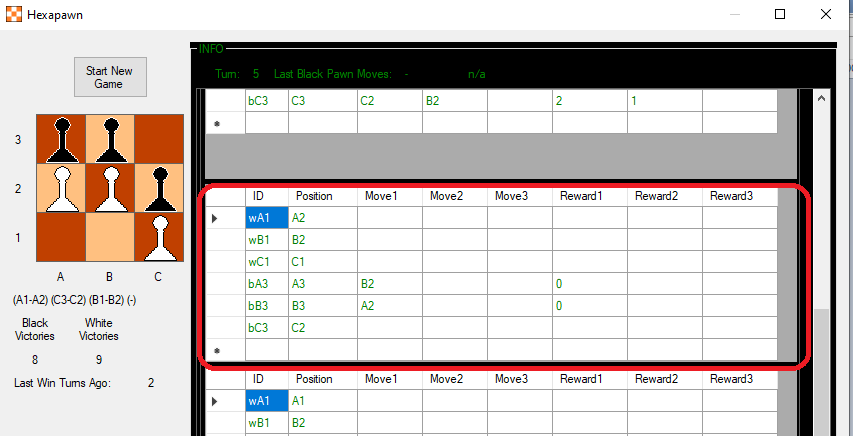 Hexapawn
INFO
Start New
Game
Turn: 5 Last Black Pawn Moves: - n/a
bC3 C3 C2 B2 2 1
*
3
2
1
A B C
(A1-A2) (C3-C2) (B1-B2) (-)
Black
Victories
White
Victories
8 9
Last Win Turns Ago: 2
ID Position Move1 Move2 Move3 Reward1 Reward2 Reward3
wA1 A2
wB1 B2
wC1 C1
bA3 A3 B2 0
bB3 B3 A2 0
bC3 C2
*
ID Position Move1 Move2 Move3 Reward1 Reward2 Reward3
wA1 A1
wB1 B2